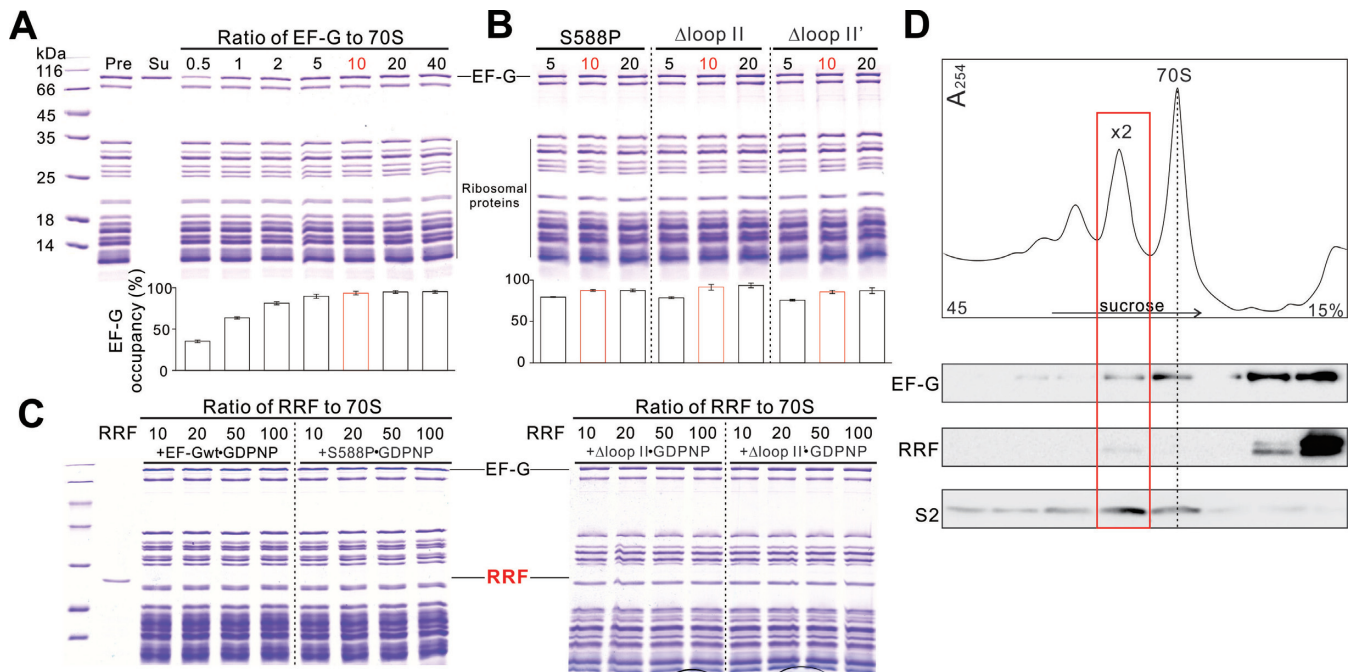 A
Ratio of EF-G to 70S
kDa
Pre Su 0.5 1 2 5 10 20 40
116
66
45
35
25
18
14
EF-G
Ribosomal
proteins
EF-G
occupancy (%)
100
50
0
B
S588P Δloop II Δloop II'
5 10 20 5 10 20 5 10 20
100
50
0
C
Ratio of RRF to 70S
RRF 10 20 50 100 10 20 50 100
+EF-Gwt•GDPNP +S588P•GDPNP
EF-G
RRF
Ratio of RRF to 70S
RRF 10 20 50 100 10 20 50 100
+Δloop II•GDPNP +Δloop II'•GDPNP
D
A254
70S
x2
45 sucrose 15%
EF-G
RRF
S2